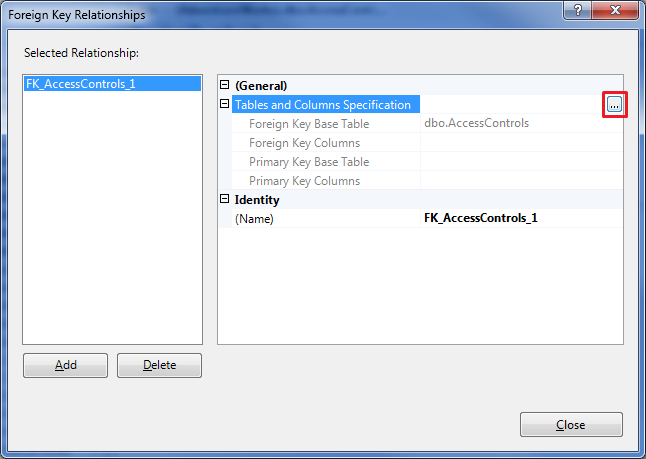 Foreign Key Relationships
Selected Relationship:
FK_AccessControls_1
(General)
Tables and Columns Specification
...
Foreign Key Base Table dbo.AccessControls
Foreign Key Columns
Primary Key Base Table
Primary Key Columns
Identity
(Name) FK_AccessControls_1
Add Delete
Close